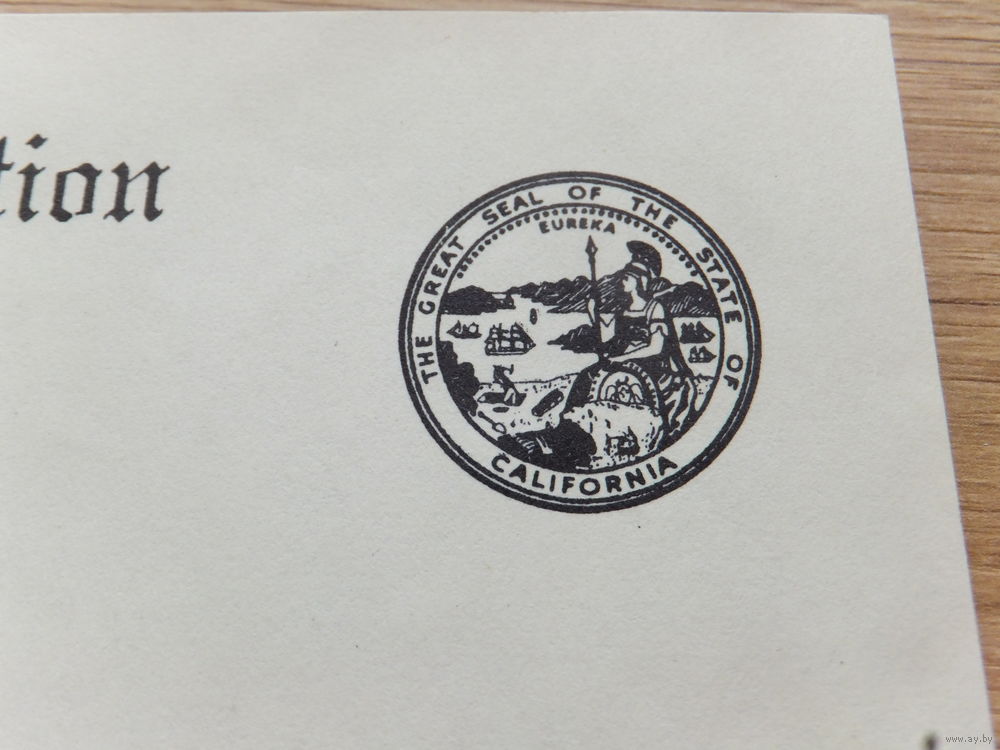 tion
THE GREAT SEAL OF THE STATE OF
EUREKA
CALIFORNIA
www.ay.by